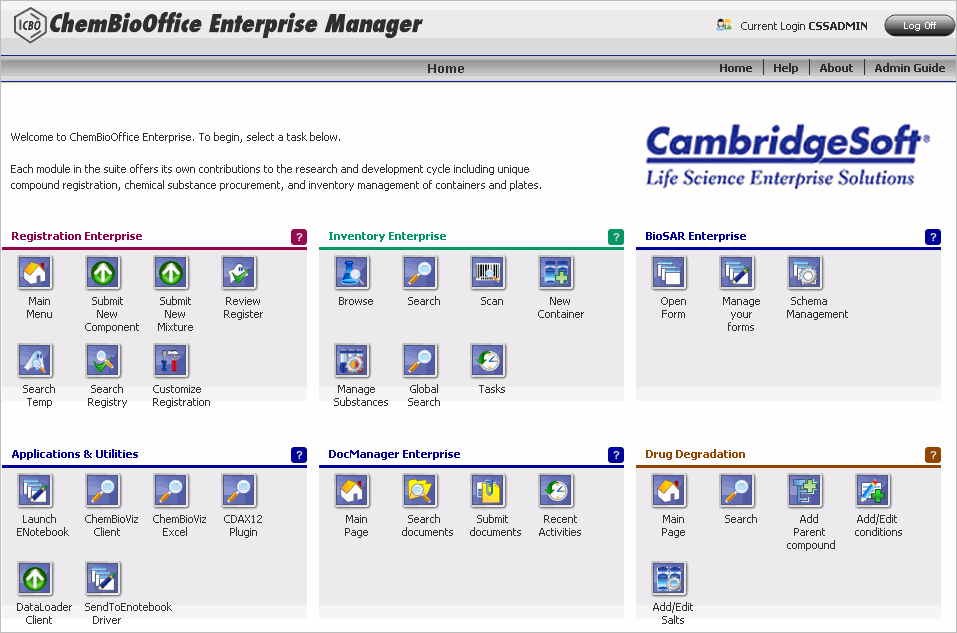 ICBO ChemBioOffice Enterprise Manager
Current Login CSSADMIN
Log Off
Home
Home Help About Admin Guide
Welcome to ChemBioOffice Enterprise. To begin, select a task below.
Each module in the suite offers its own contributions to the research and development cycle including unique
compound registration, chemical substance procurement, and inventory management of containers and plates.
CambridgeSoft®
Life Science Enterprise Solutions
Registration Enterprise ?
Main
Menu
Submit
New
Component
Submit
New
Mixture
Review
Register
Search
Temp
Search
Registry
Customize
Registration
Inventory Enterprise ?
Browse
Search
Scan
New
Container
Manage
Substances
Global
Search
Tasks
BioSAR Enterprise ?
Open
Form
Manage
your
forms
Schema
Management
Applications & Utilities ?
Launch
ENotebook
ChemBioViz
Client
ChemBioViz
Excel
CDAX12
Plugin
DataLoader
Client
SendToEnotebook
Driver
DocManager Enterprise ?
Main
Page
Search
documents
Submit
documents
Recent
Activities
Drug Degradation ?
Main
Page
Search
Add
Parent
compound
Add/Edit
conditions
Add/Edit
Salts